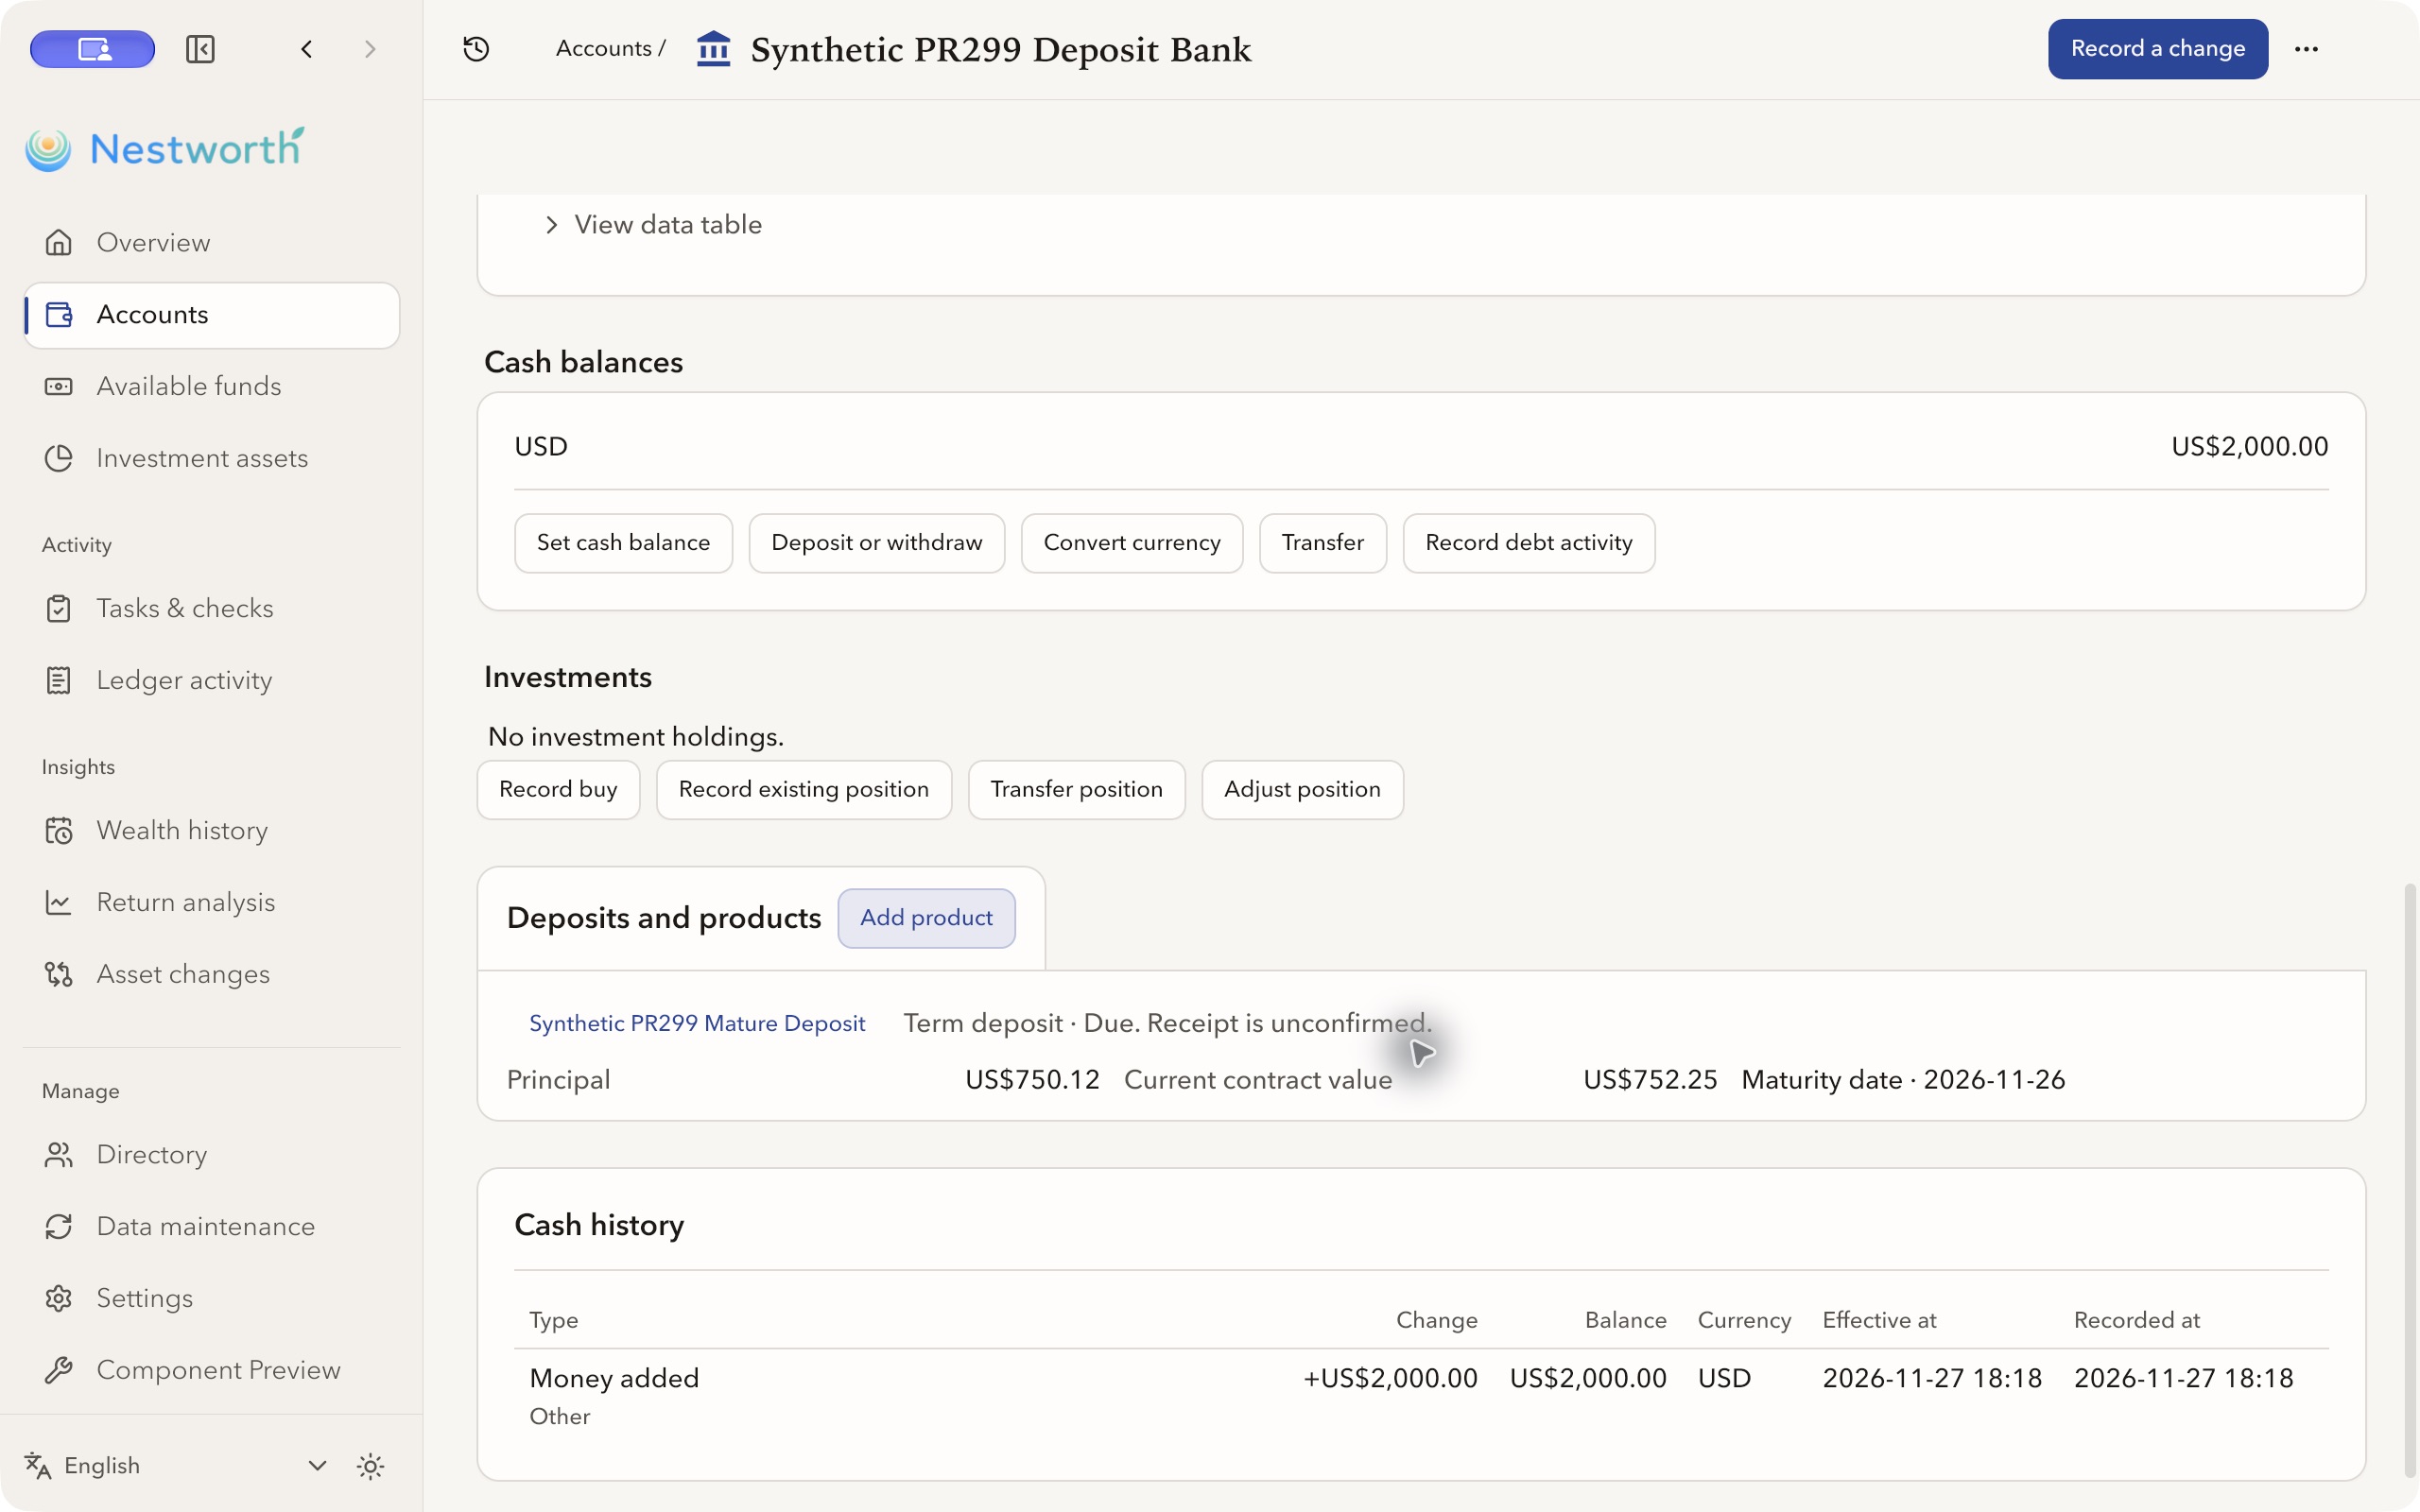 Accounts / Synthetic PR299 Deposit Bank
Record a change
Nestworth
Overview
Accounts
Available funds
Investment assets
Activity
Tasks & checks
Ledger activity
Insights
Wealth history
Return analysis
Asset changes
Manage
Directory
Data maintenance
Settings
Component Preview
English
View data table
Cash balances
USD US$2,000.00
Set cash balance Deposit or withdraw Convert currency Transfer Record debt activity
Investments
No investment holdings.
Record buy Record existing position Transfer position Adjust position
Deposits and products Add product
Synthetic PR299 Mature Deposit Term deposit · Due. Receipt is unconfirmed.
Principal US$750.12 Current contract value US$752.25 Maturity date · 2026-11-26
Cash history
Type Change Balance Currency Effective at Recorded at
Money added +US$2,000.00 US$2,000.00 USD 2026-11-27 18:18 2026-11-27 18:18
Other